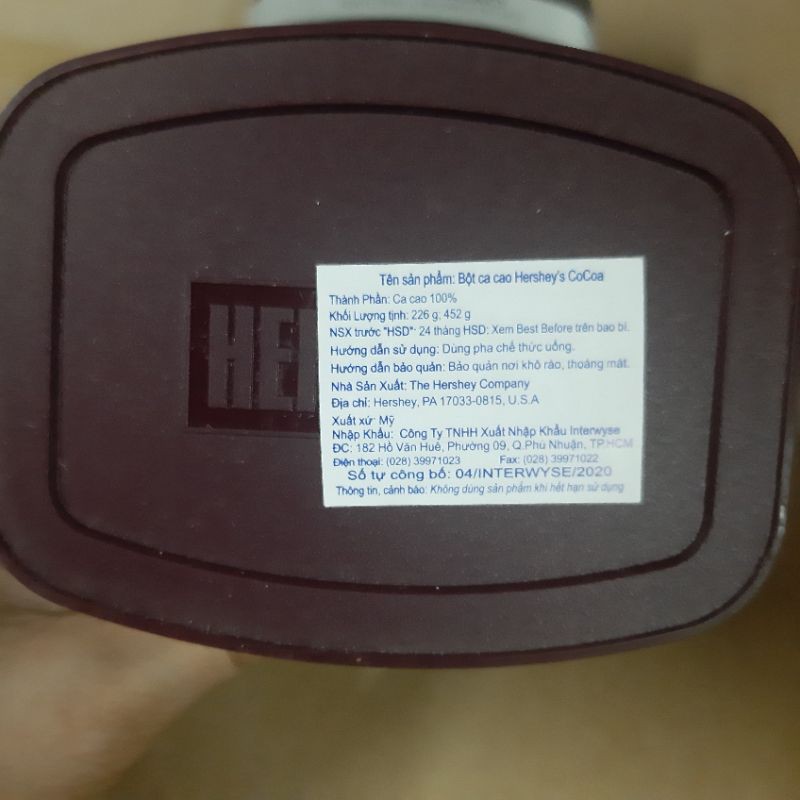 HE
Tên sản phẩm: Bột ca cao Hershey's CoCoa
Thành Phần: Ca cao 100%
Khối Lượng tịnh: 226 g, 452 g
NSX trước "HSD" 24 tháng HSD: Xem Best Before trên bao bì.
Hướng dẫn sử dụng: Dùng pha chế thức uống.
Hướng dẫn bảo quản: Bảo quản nơi khô ráo, thoáng mát.
Nhà Sản Xuất: The Hershey Company
Địa chỉ: Hershey, PA 17033-0815, U.S.A
Xuất xứ: Mỹ
Nhập Khẩu: Công Ty TNHH Xuất Nhập Khẩu Interwyse
ĐC: 182 Hồ Văn Huê, Phường 09, Q.Phú Nhuận, TP.HCM
Điện thoại: (028) 39971023 Fax: (028) 39971022
Số tự công bố: 04/INTERWYSE/2020
Thông tin, cảnh báo: Không dùng sản phẩm khi hết hạn sử dụng